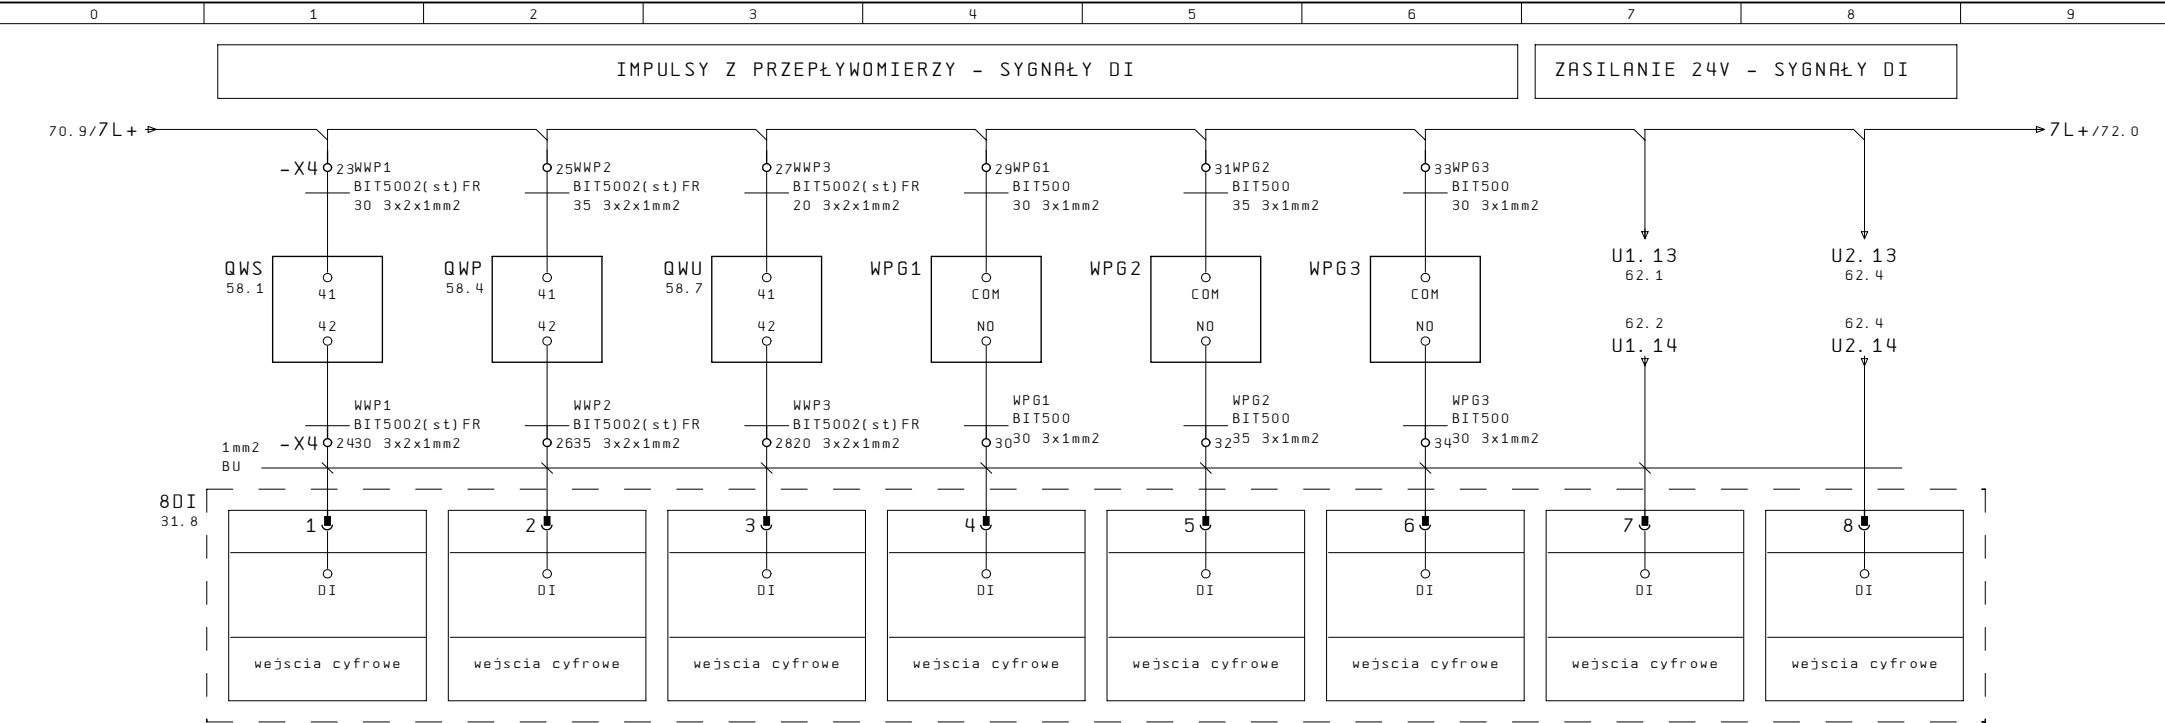 0 1 2 3 4 5 6 7 8 9
IMPULSY Z PRZEPŁYWOMIERZY - SYGNAŁY DI
ZASILANIE 24V - SYGNAŁY DI
70.9/7L+
7L+/72.0
-X4 23 WWP1
BIT5002(st)FR
30 3x2x1mm2
25 WWP2
BIT5002(st)FR
35 3x2x1mm2
27 WWP3
BIT5002(st)FR
20 3x2x1mm2
29 WPG1
BIT500
30 3x1mm2
31 WPG2
BIT500
35 3x1mm2
33 WPG3
BIT500
30 3x1mm2
QWS
58.1
41
42
QWP
58.4
41
42
QWU
58.7
41
42
WPG1
COM
NO
WPG2
COM
NO
WPG3
COM
NO
U1.13
62.1
62.2
U1.14
U2.13
62.4
62.4
U2.14
WWP1
BIT5002(st)FR
-X4 24 30 3x2x1mm2
WWP2
BIT5002(st)FR
26 35 3x2x1mm2
WWP3
BIT5002(st)FR
28 20 3x2x1mm2
WPG1
BIT500
30 30 3x1mm2
WPG2
BIT500
32 35 3x1mm2
WPG3
BIT500
34 30 3x1mm2
1mm2
BU
8DI
31.8
1 2 3 4 5 6 7 8
DI DI DI DI DI DI DI DI
wejscia cyfrowe wejscia cyfrowe wejscia cyfrowe wejscia cyfrowe wejscia cyfrowe wejscia cyfrowe wejscia cyfrowe wejscia cyfrowe